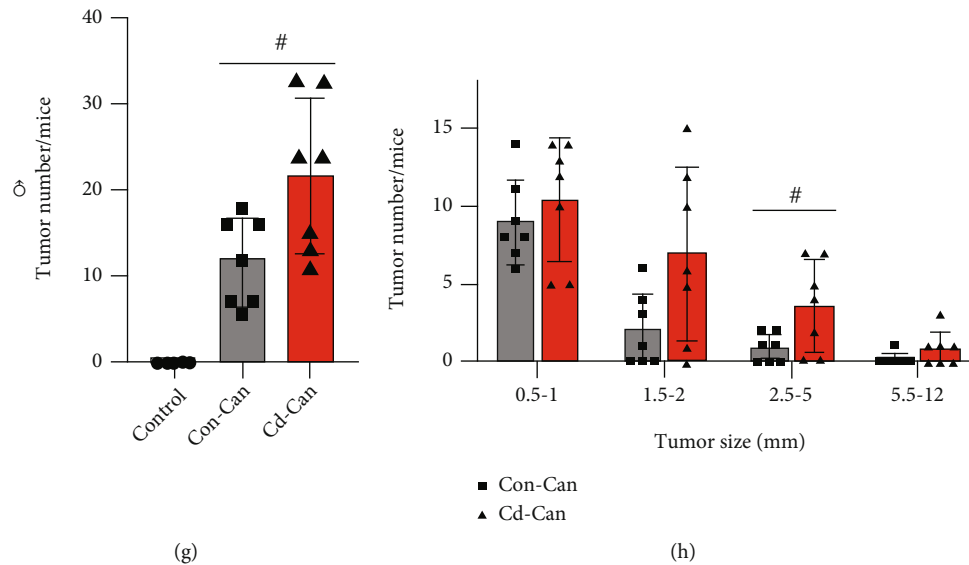 40
30
20
10
0
♂
Tumor number/mice
#
Control
Con-Can
Cd-Can
(g)
15
10
5
0
Tumor number/mice
#
0.5-1
1.5-2
2.5-5
5.5-12
Tumor size (mm)
Con-Can
Cd-Can
(h)